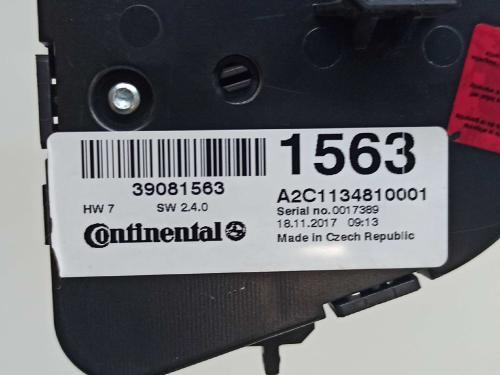 1563
39081563
A2C1134810001
HW 7 SW 2.4.0
Serial no.0017389
18.11.2017 09:13
Continental
Made in Czech Republic